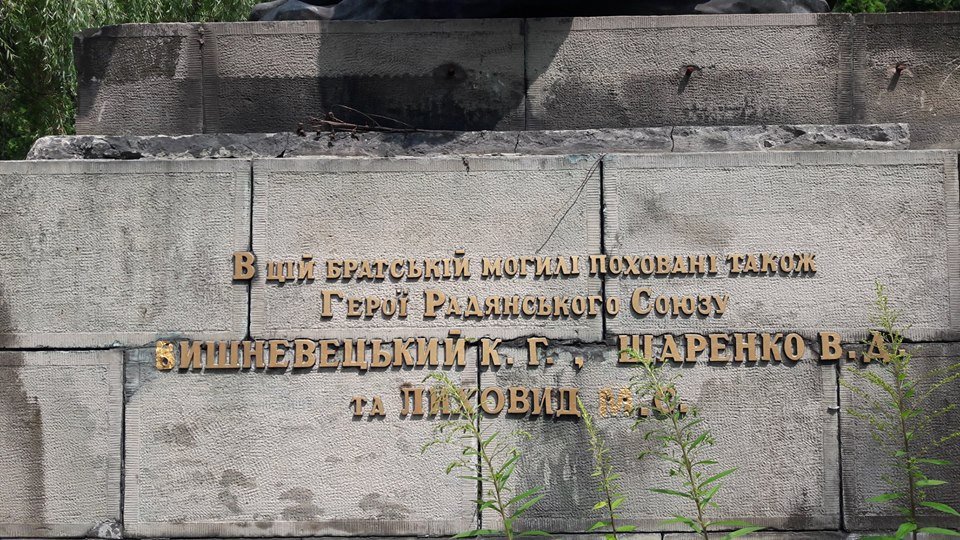 В ЦІЙ БРАТСЬКІЙ МОГИЛІ ПОХОВАНІ ТАКОЖ
ГЕРОЇ РАДЯНСЬКОГО СОЮЗУ
ВИШНЕВЕЦЬКИЙ К. Г. , ШАРЕНКО В. Д.
ТА ЛИХОВИД М. С.